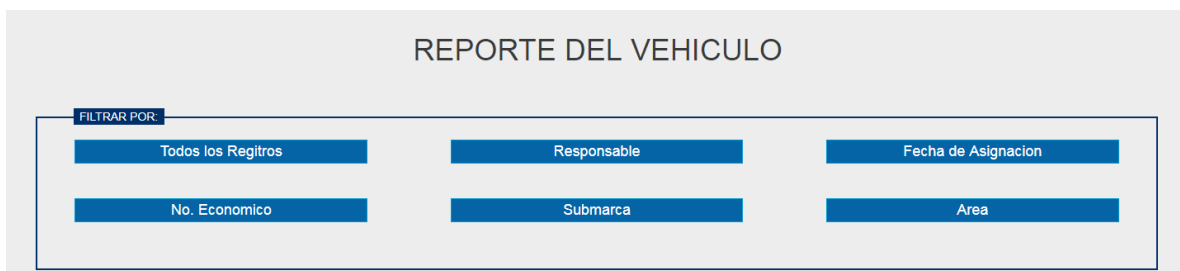 REPORTE DEL VEHICULO
FILTRAR POR:
Todos los Regitros
Responsable
Fecha de Asignacion
No. Economico
Submarca
Area